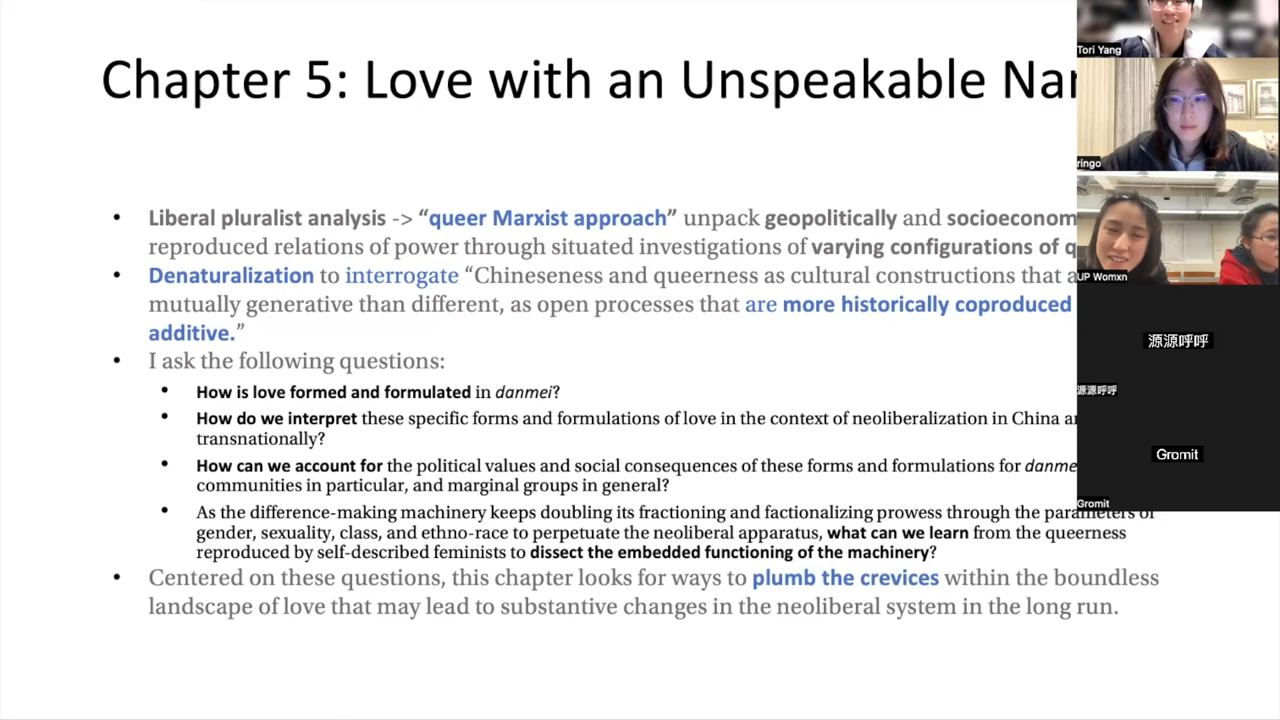 Chapter 5: Love with an Unspeakable
Liberal pluralist analysis -> “queer Marxist approach” unpack geopolitically and
reproduced relations of power through situated investigations of varying configurations of
Denaturalization to interrogate “Chineseness and queerness as cultural constructions that
mutually generative than different, as open processes that are more historically coproduced
additive.”
I ask the following questions:
How is love formed and formulated in danmei?
How do we interpret these specific forms and formulations of love in the context of neoliberalization in China
transnationally?
How can we account for the political values and social consequences of these forms and formulations for
communities in particular, and marginal groups in general?
As the difference-making machinery keeps doubling its fractioning and factionalizing prowess through the parameters of
gender, sexuality, class, and ethno-race to perpetuate the neoliberal apparatus, what can we learn from the queerness
reproduced by self-described feminists to dissect the embedded functioning of the machinery?
Centered on these questions, this chapter looks for ways to plumb the crevices within the boundless
landscape of love that may lead to substantive changes in the neoliberal system in the long run.
Tori Yang
ringo
UP Womxn
源源呼呼
源源呼呼
Gromit
Gromit